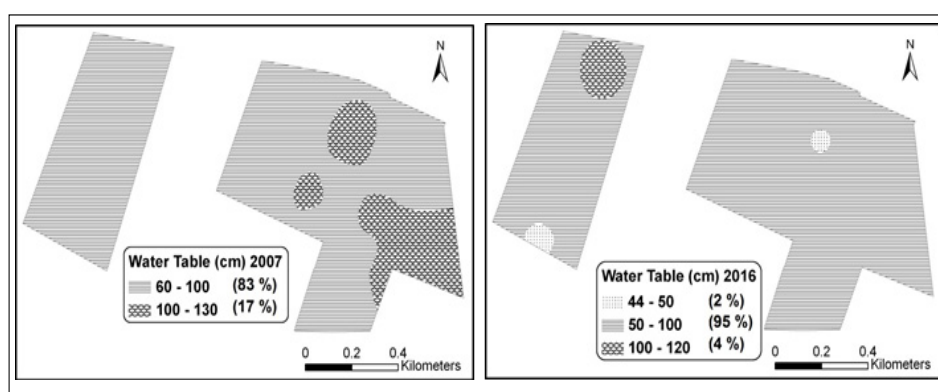 N
Water Table (cm) 2007
60 - 100 (83 %)
100 - 130 (17 %)
0 0.2 0.4
Kilometers
N
Water Table (cm) 2016
44 - 50 (2 %)
50 - 100 (95 %)
100 - 120 (4 %)
0 0.2 0.4
Kilometers